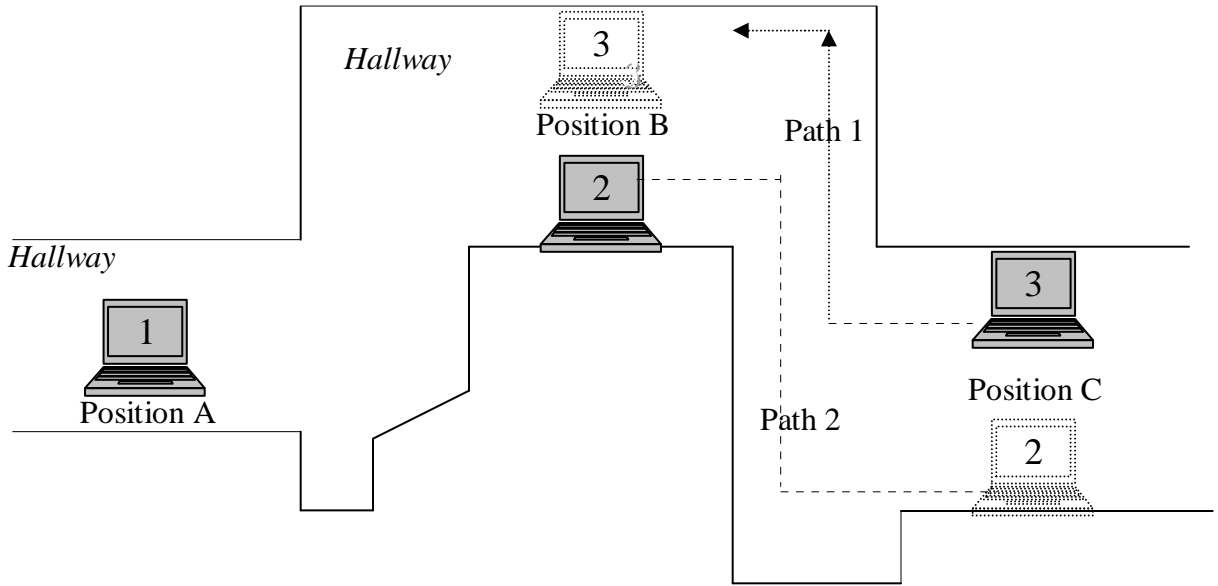 3
Hallway
Position B
Path 1
2
Hallway
3
1
Position C
Position A
Path 2
2